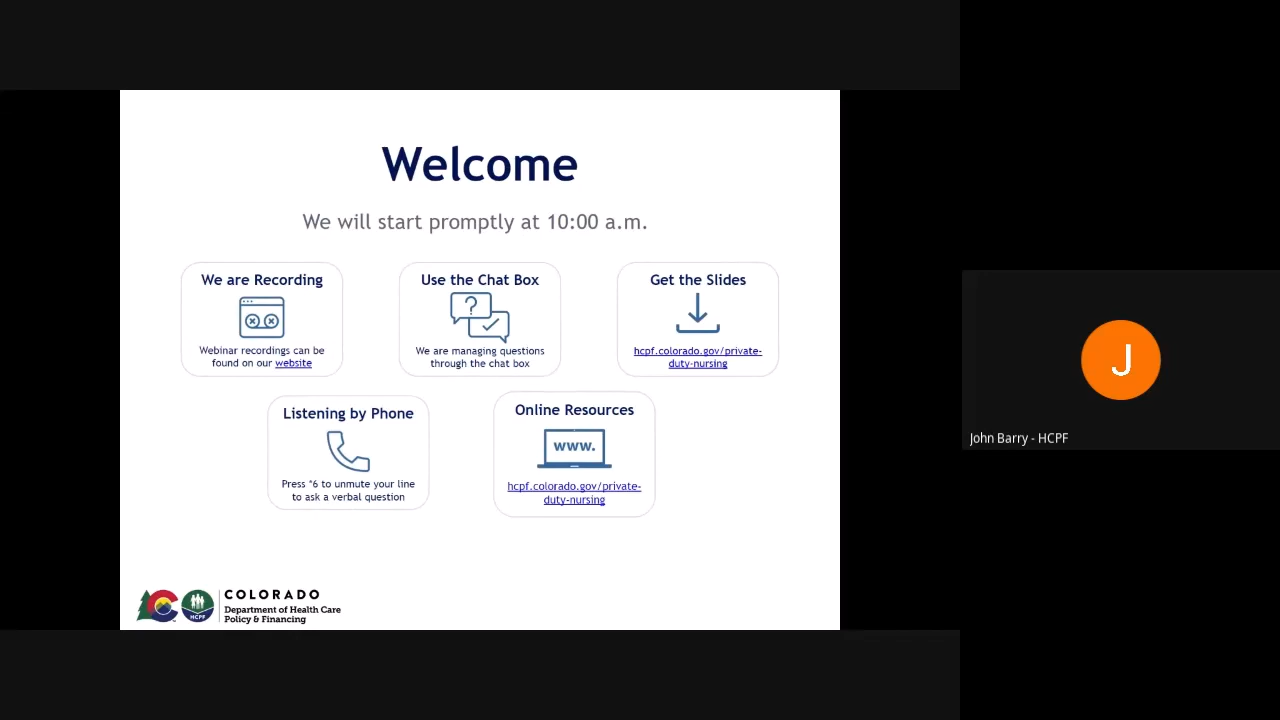 Welcome
We will start promptly at 10:00 a.m.
We are Recording
Webinar recordings can be
found on our website
Use the Chat Box
?
We are managing questions
through the chat box
Get the Slides
hcpf.colorado.gov/private-
duty-nursing
Listening by Phone
Press *6 to unmute your line
to ask a verbal question
Online Resources
www.
hcpf.colorado.gov/private-
duty-nursing
HCPF
COLORADO
Department of Health Care
Policy & Financing
J
John Barry - HCPF